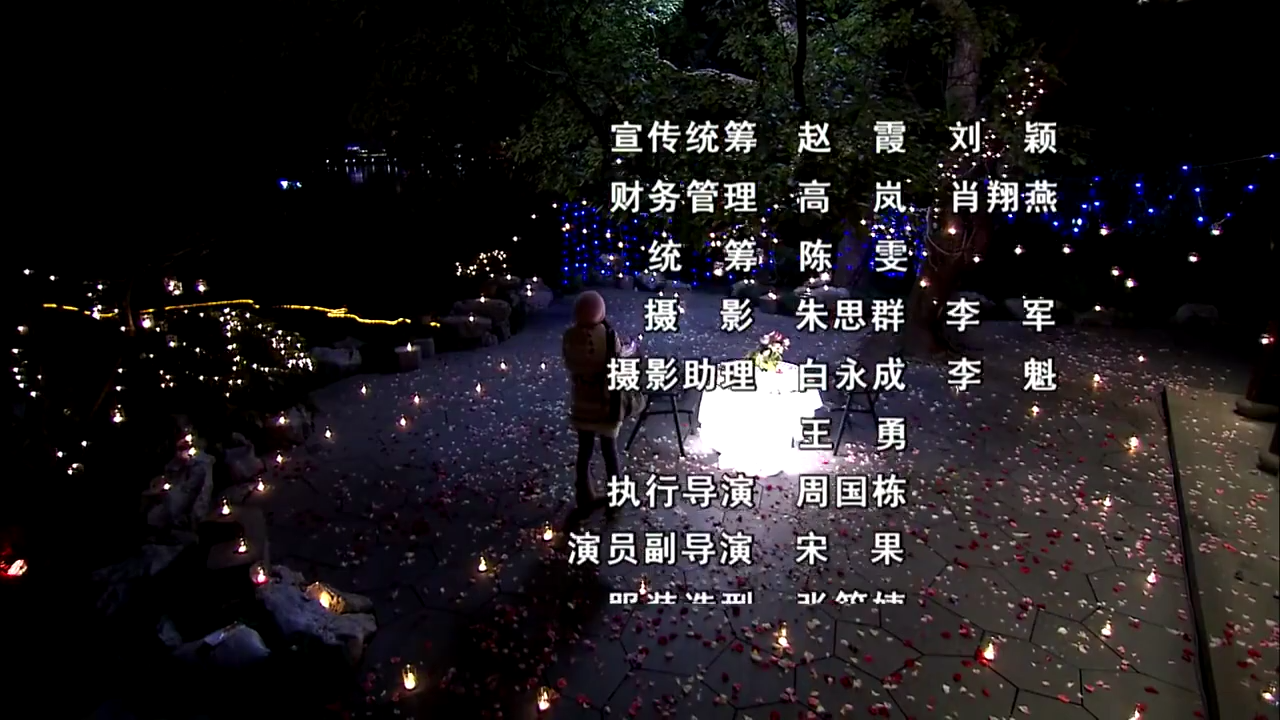 宣传统筹 赵霞 刘颖
财务管理 高岚 肖翔燕
统筹 陈雯
摄影 朱思群 李军
摄影助理 白永成 李魁
王勇
执行导演 周国栋
演员副导演 宋果